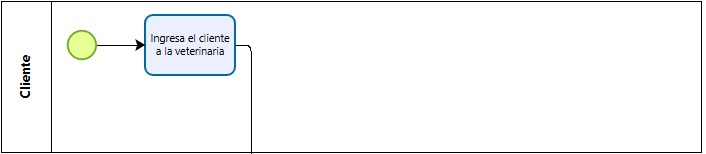 Cliente
Ingresa el cliente
a la veterinaria